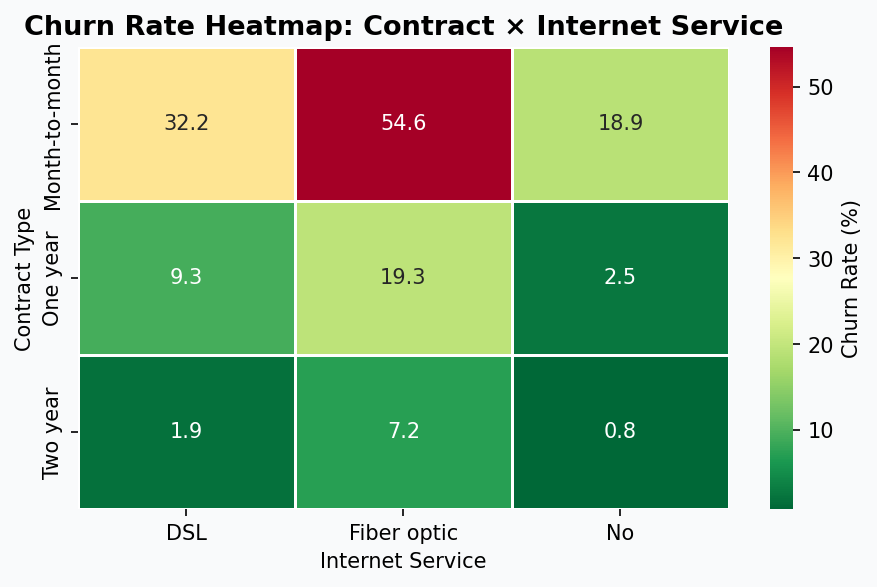 Churn Rate Heatmap: Contract × Internet Service
Contract Type
Month-to-month
32.2
54.6
18.9
One year
9.3
19.3
2.5
Two year
1.9
7.2
0.8
DSL
Fiber optic
No
Internet Service
50
40
30
20
10
Churn Rate (%)